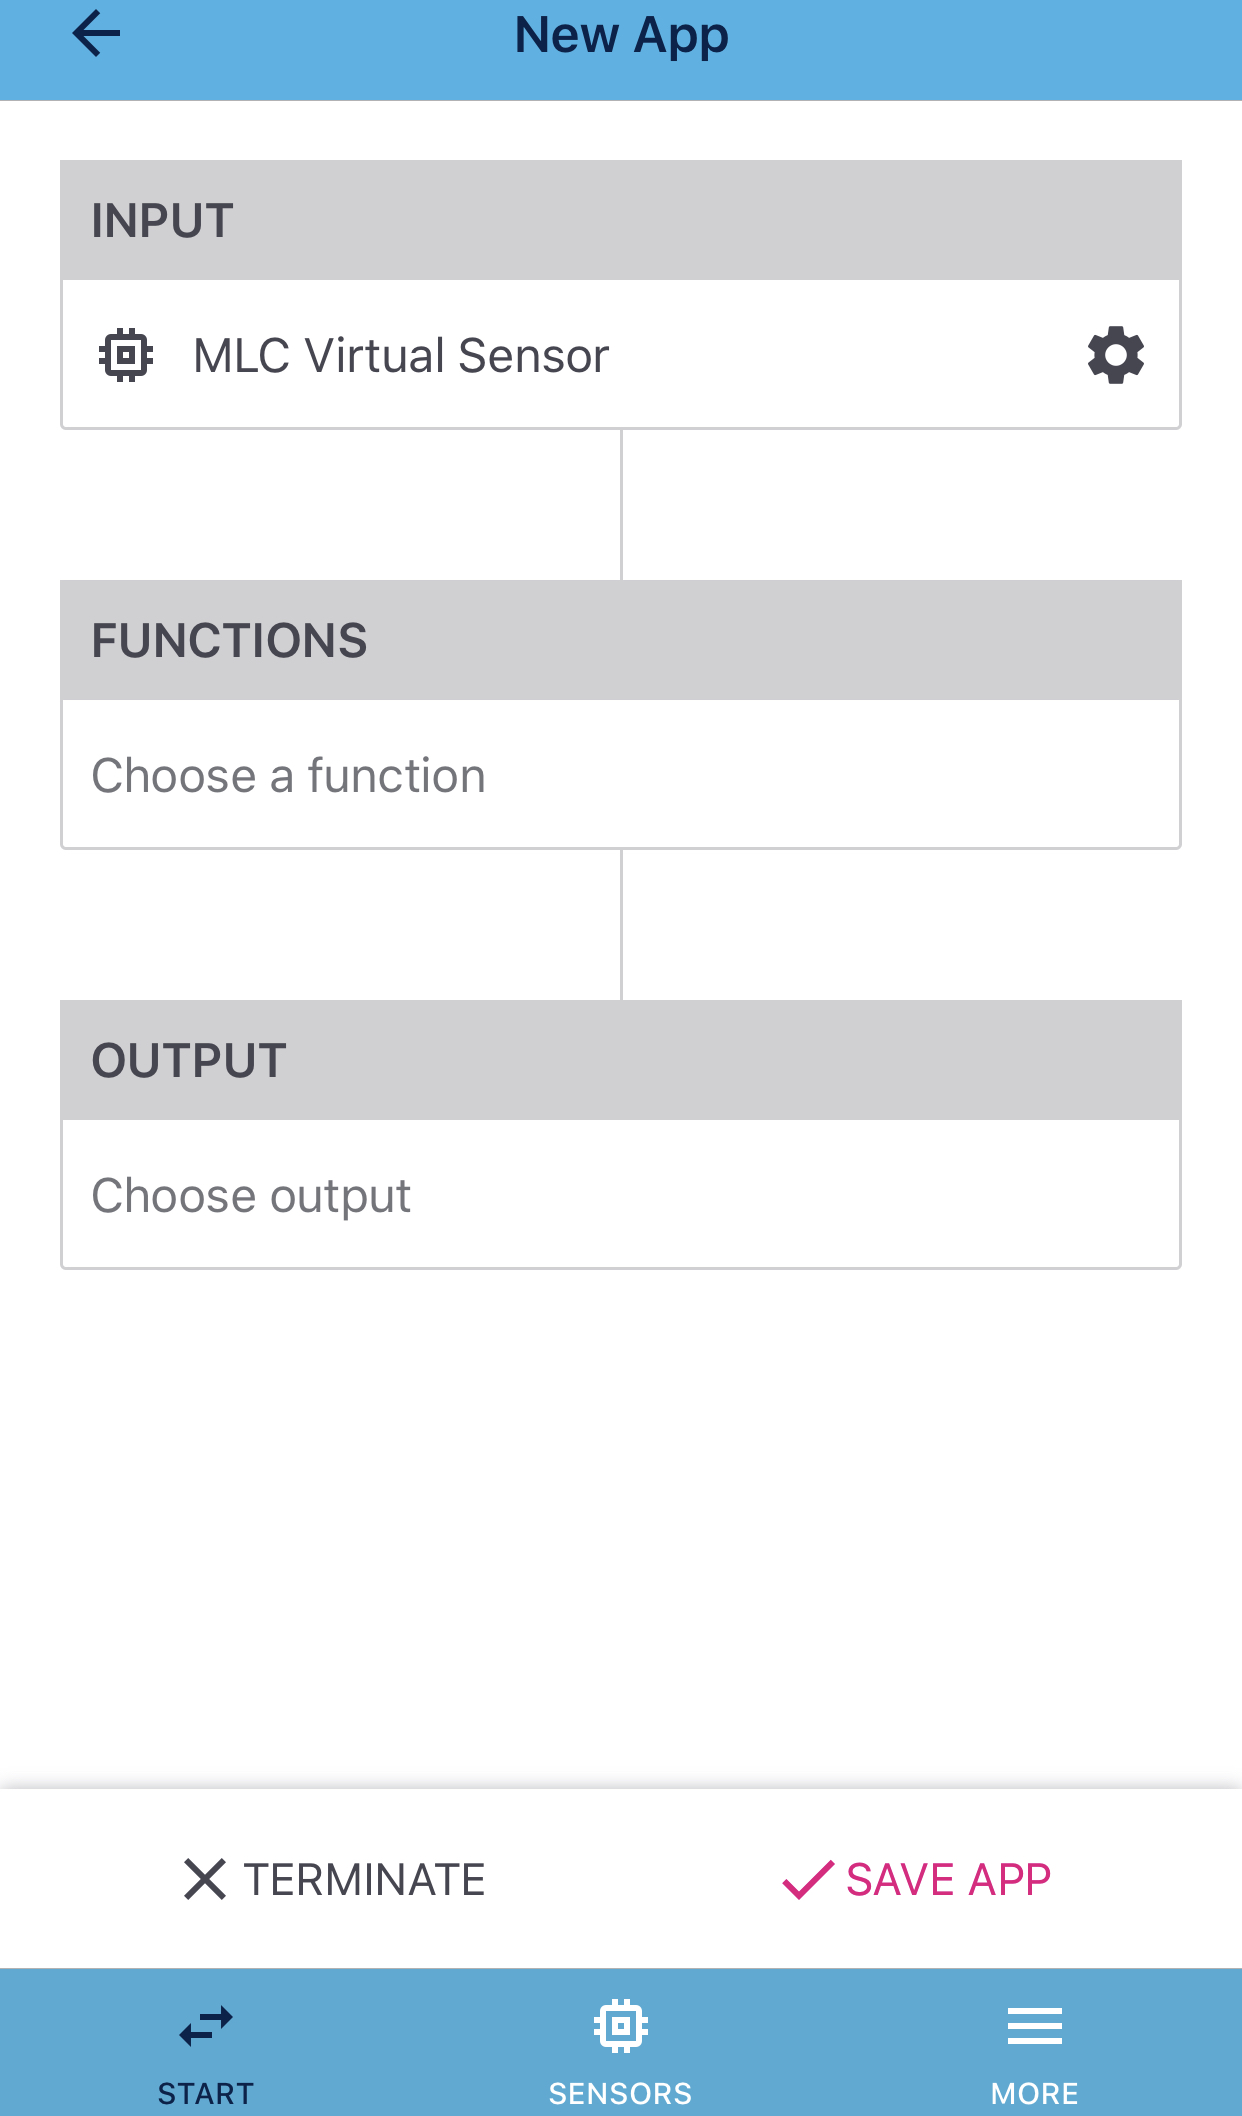 New App
INPUT
MLC Virtual Sensor
FUNCTIONS
Choose a function
OUTPUT
Choose output
TERMINATE
SAVE APP
START
SENSORS
MORE